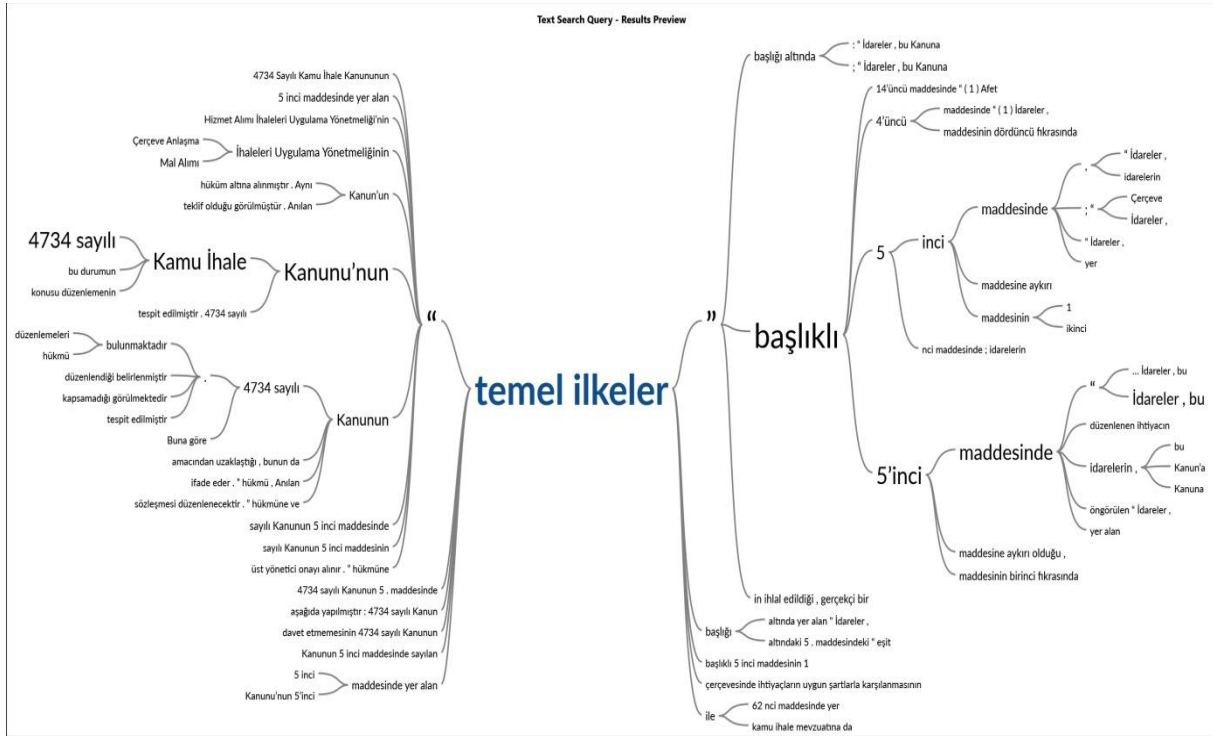 Text Search Query - Results Preview
4734 Sayılı Kamu İhale Kanununun
5 inci maddesinde yer alan
Hizmet Alımı İhaleleri Uygulama Yönetmeliği'nin
Çerçeve Anlaşma
Mal Alımı
İhaleleri Uygulama Yönetmeliğinin
hüküm altına alınmıştır . Aynı
teklif olduğu görülmüştür . Anılan
Kanun'un
4734 sayılı
bu durumun
konusu düzenlemenin
Kamu İhale
tespit edilmiştir . 4734 sayılı
Kanunu'nun
düzenlemeleri
hükmü
bulunmaktadır
düzenlendiği belirlenmiştir
kapsamadığı görülmektedir
tespit edilmiştir
.
Buna göre
4734 sayılı
amacından uzaklaştığı , bunun da
ifade eder . " hükmü , Anılan
sözleşmesi düzenlenecektir . " hükmüne ve
Kanunun
sayılı Kanunun 5 inci maddesinde
sayılı Kanunun 5 inci maddesinin
üst yönetici onayı alınır . " hükmüne
“
4734 sayılı Kanunun 5 . maddesinde
aşağıda yapılmıştır : 4734 sayılı Kanun
davet etmemesinin 4734 sayılı Kanunun
Kanunun 5 inci maddesinde sayılan
5 inci
Kanunu'nun 5'inci
maddesinde yer alan
temel ilkeler
”
başlığı altında
: “ İdareler , bu Kanuna
; “ İdareler , bu Kanuna
başlıklı
14'üncü maddesinde “ ( 1 ) Afet
4'üncü
maddesinde “ ( 1 ) İdareler ,
maddesinin dördüncü fıkrasında
5
inci
maddesinde
,
“ İdareler ,
idarelerin
; “
Çerçeve
İdareler ,
“ İdareler ,
yer
maddesine aykırı
maddesinin
1
ikinci
nci maddesinde ; idarelerin
5'inci
maddesinde
“
... İdareler , bu
İdareler , bu
düzenlenen ihtiyacın
idarelerin ,
bu
Kanun'a
Kanuna
öngörülen “ İdareler ,
yer alan
maddesine aykırı olduğu ,
maddesinin birinci fıkrasında
in ihlal edildiği , gerçekçi bir
başlığı
altında yer alan “ İdareler ,
altındaki 5 . maddesindeki “ eşit
başlıklı 5 inci maddesinin 1
çerçevesinde ihtiyaçların uygun şartlarla karşılanmasının
ile
62 nci maddesinde yer
kamu ihale mevzuatına da